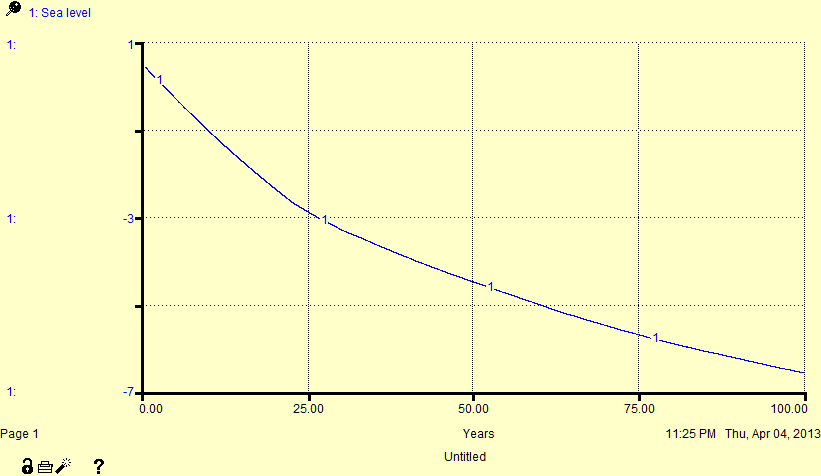 1: Sea level
1: 1
1
1: -3
1
1
1
1: -7
0.00 25.00 50.00 75.00 100.00
Page 1 Years 11:25 PM Thu, Apr 04, 2013
Untitled
?